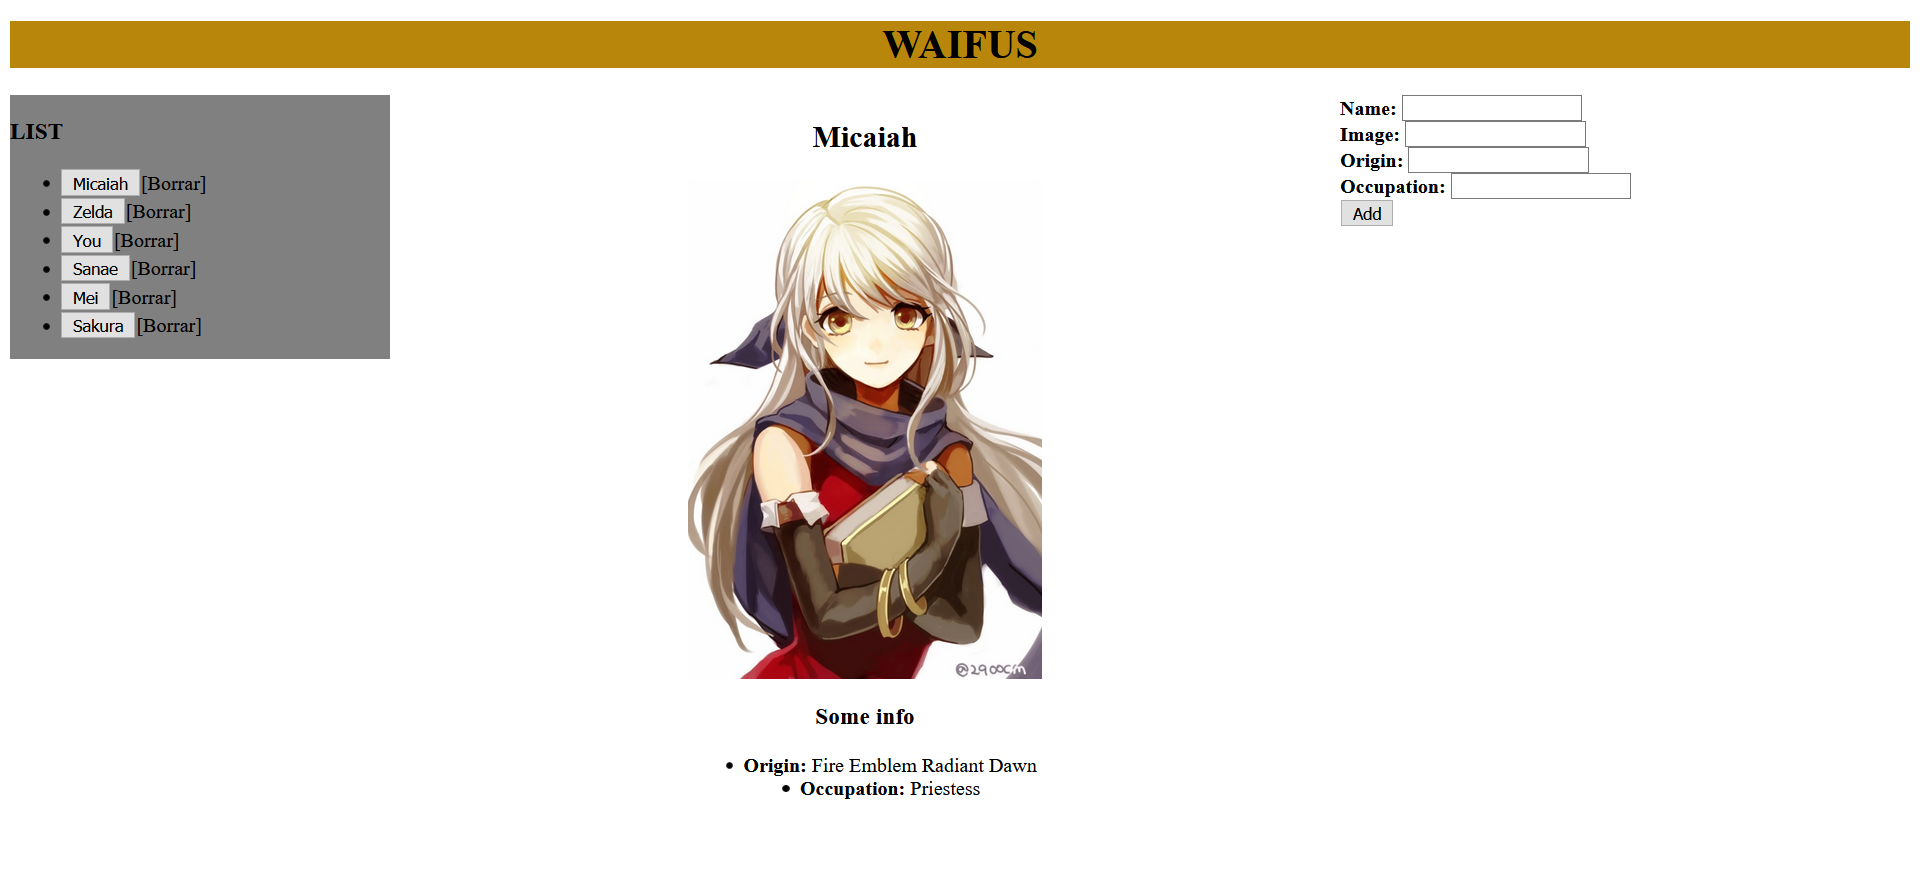 WAIFUS
LIST
Micaiah [Borrar]
Zelda [Borrar]
You [Borrar]
Sanae [Borrar]
Mei [Borrar]
Sakura [Borrar]
Micaiah
@2900cm
Some info
Origin: Fire Emblem Radiant Dawn
Occupation: Priestess
Name:
Image:
Origin:
Occupation:
Add